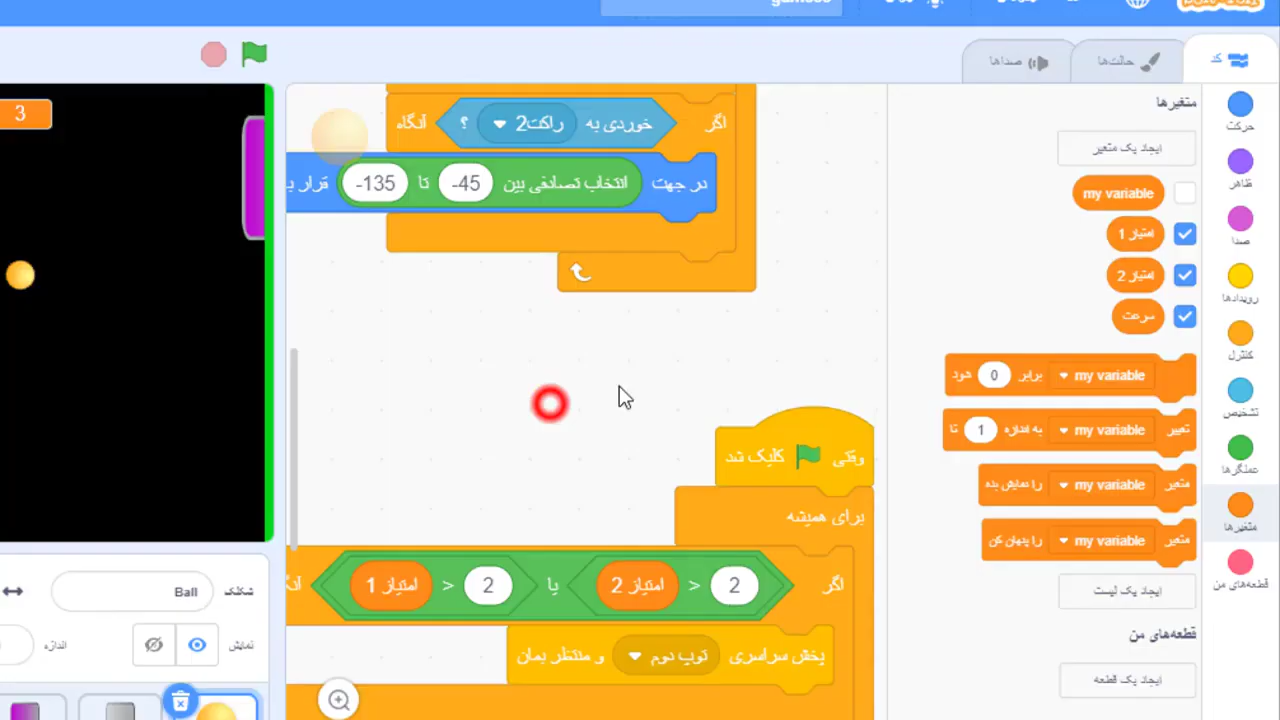 کد
حالت‌ها
صداها
حرکت
ظاهر
صدا
رویدادها
کنترل
تشخیص
عملگرها
متغیرها
قطعه‌های من
متغیرها
ایجاد یک متغیر
my variable
امتیاز 1
امتیاز 2
سرعت
my variable برابر 0 شود
تغییر my variable به اندازه 1 تا
متغیر my variable را نمایش بده
متغیر my variable را پنهان کن
ایجاد یک لیست
قطعه‌های من
ایجاد یک قطعه
اگر خوردی به راکت2 ؟ آنگاه
در جهت انتخاب تصادفی بین -45 تا -135 قرار
وقتی کلیک شد
برای همیشه
اگر 2 < امتیاز 2 یا 2 < امتیاز 1
پخش سراسری توپ دوم و منتظر بمان
3
شکلک Ball
نمایش
اندازه